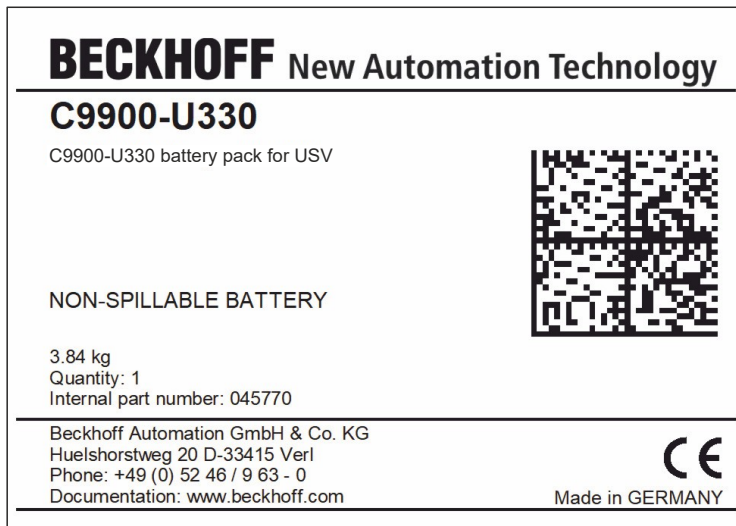 BECKHOFF New Automation Technology
C9900-U330
C9900-U330 battery pack for USV
NON-SPILLABLE BATTERY
3.84 kg
Quantity: 1
Internal part number: 045770
Beckhoff Automation GmbH & Co. KG
Huelshorstweg 20 D-33415 Verl
Phone: +49 (0) 52 46 / 9 63 - 0
Documentation: www.beckhoff.com
CE
Made in GERMANY